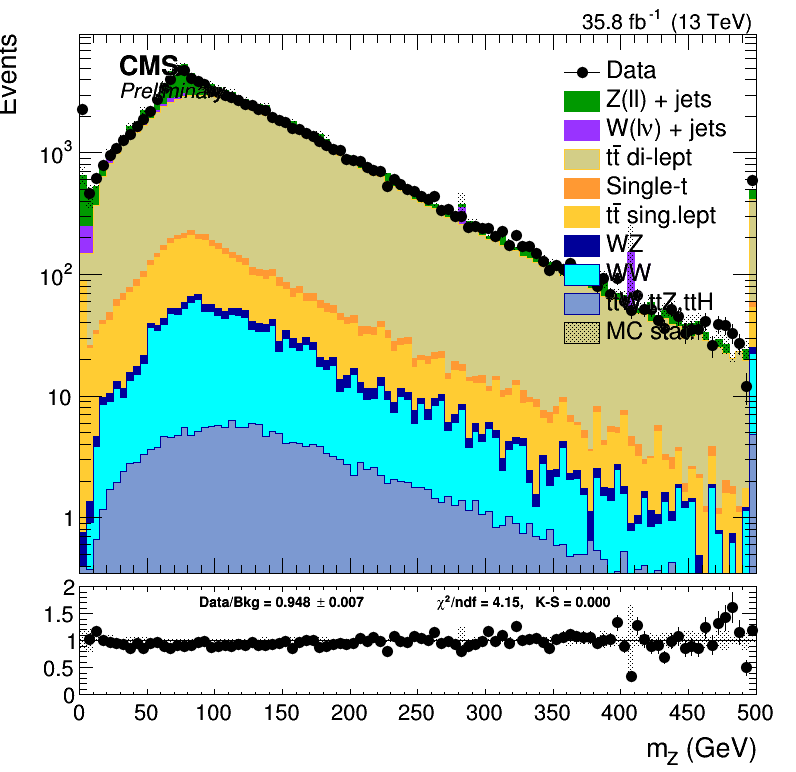 35.8 fb⁻¹ (13 TeV)
Events
CMS
Preliminary
Data
Z(ll) + jets
W(lν) + jets
tt̄ di-lept
Single-t
tt̄ sing.lept
WZ
WW
ttW, ttZ,ttH
MC stat.
10³
10²
10
1
Data/Bkg = 0.948 ± 0.007
χ²/ndf = 4.15, K-S = 0.000
2
1.5
1
0.5
0
0 50 100 150 200 250 300 350 400 450 500
m_Z (GeV)